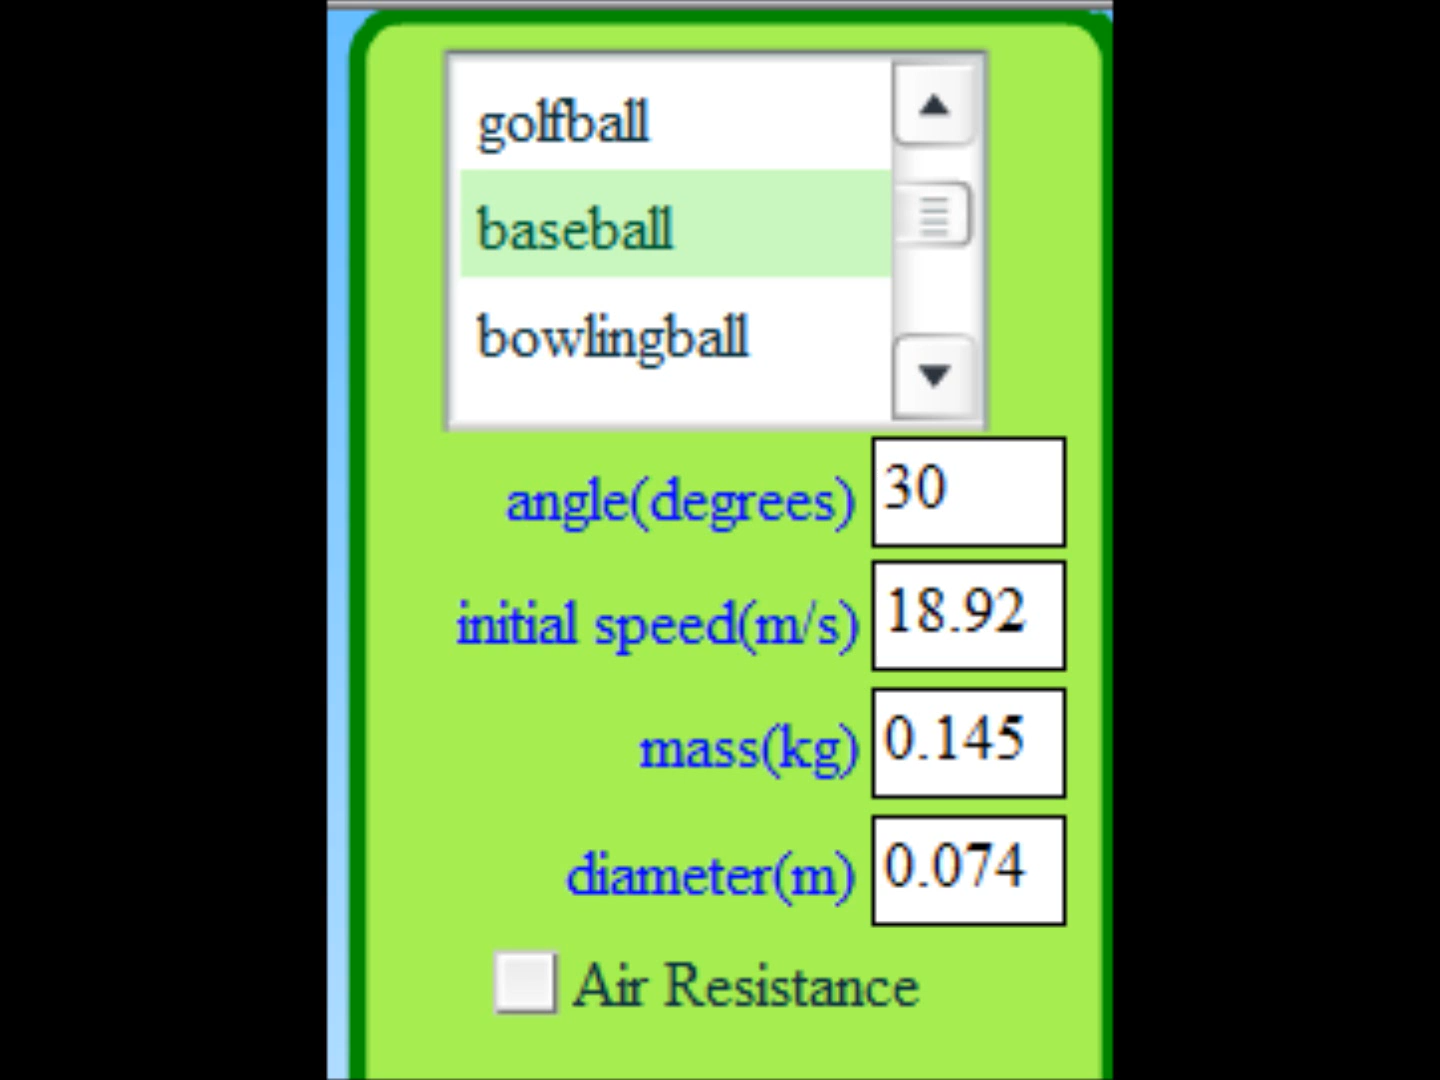 golfball
baseball
bowlingball
angle(degrees) 30
initial speed(m/s) 18.92
mass(kg) 0.145
diameter(m) 0.074
Air Resistance